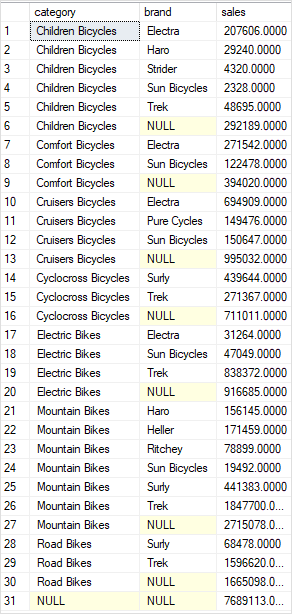 category brand sales
1 Children Bicycles Electra 207606.0000
2 Children Bicycles Haro 29240.0000
3 Children Bicycles Strider 4320.0000
4 Children Bicycles Sun Bicycles 2328.0000
5 Children Bicycles Trek 48695.0000
6 Children Bicycles NULL 292189.0000
7 Comfort Bicycles Electra 271542.0000
8 Comfort Bicycles Sun Bicycles 122478.0000
9 Comfort Bicycles NULL 394020.0000
10 Cruisers Bicycles Electra 694909.0000
11 Cruisers Bicycles Pure Cycles 149476.0000
12 Cruisers Bicycles Sun Bicycles 150647.0000
13 Cruisers Bicycles NULL 995032.0000
14 Cyclocross Bicycles Surly 439644.0000
15 Cyclocross Bicycles Trek 271367.0000
16 Cyclocross Bicycles NULL 711011.0000
17 Electric Bikes Electra 31264.0000
18 Electric Bikes Sun Bicycles 47049.0000
19 Electric Bikes Trek 838372.0000
20 Electric Bikes NULL 916685.0000
21 Mountain Bikes Haro 156145.0000
22 Mountain Bikes Heller 171459.0000
23 Mountain Bikes Ritchey 78899.0000
24 Mountain Bikes Sun Bicycles 19492.0000
25 Mountain Bikes Surly 441383.0000
26 Mountain Bikes Trek 1847700.0...
27 Mountain Bikes NULL 2715078.0...
28 Road Bikes Surly 68478.0000
29 Road Bikes Trek 1596620.0...
30 Road Bikes NULL 1665098.0...
31 NULL NULL 7689113.0...